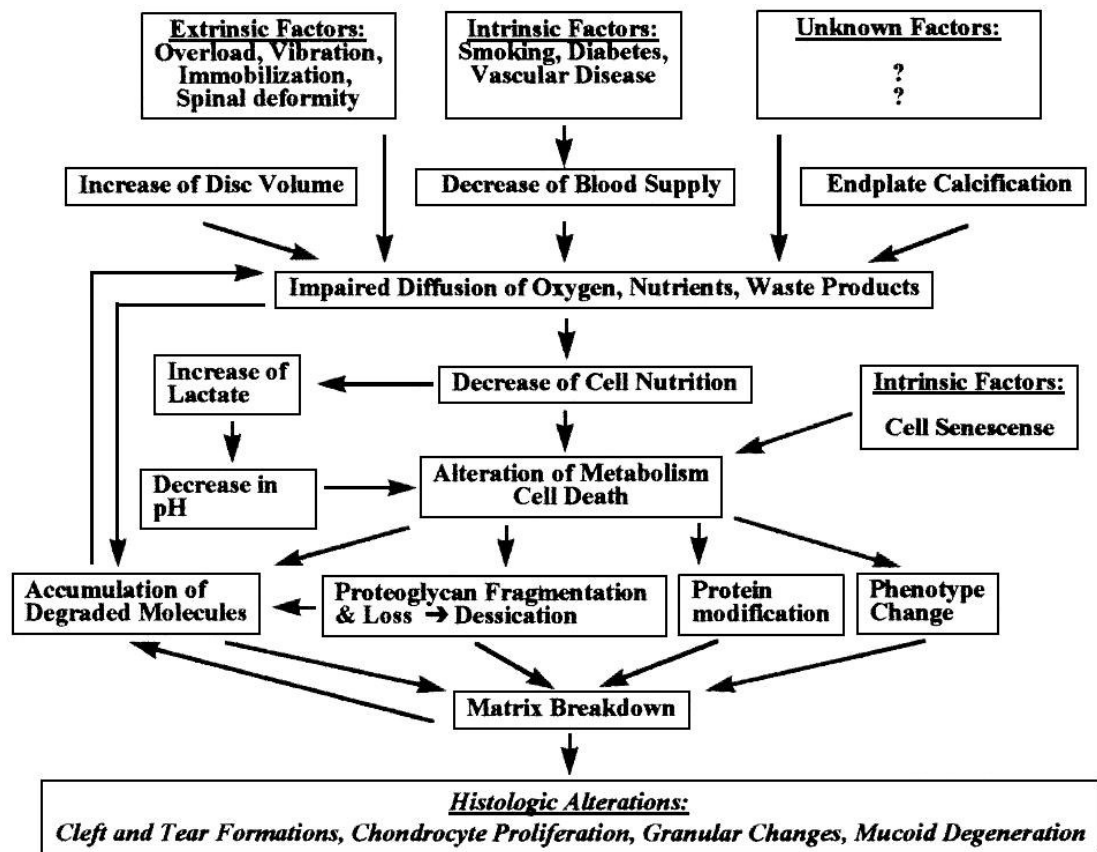 Extrinsic Factors:
Overload, Vibration,
Immobilization,
Spinal deformity
Intrinsic Factors:
Smoking, Diabetes,
Vascular Disease
Unknown Factors:
?
?
Increase of Disc Volume
Decrease of Blood Supply
Endplate Calcification
Impaired Diffusion of Oxygen, Nutrients, Waste Products
Increase of
Lactate
Decrease of Cell Nutrition
Intrinsic Factors:
Cell Senescense
Decrease in
pH
Alteration of Metabolism
Cell Death
Accumulation of
Degraded Molecules
Proteoglycan Fragmentation
& Loss → Dessication
Protein
modification
Phenotype
Change
Matrix Breakdown
Histologic Alterations:
Cleft and Tear Formations, Chondrocyte Proliferation, Granular Changes, Mucoid Degeneration